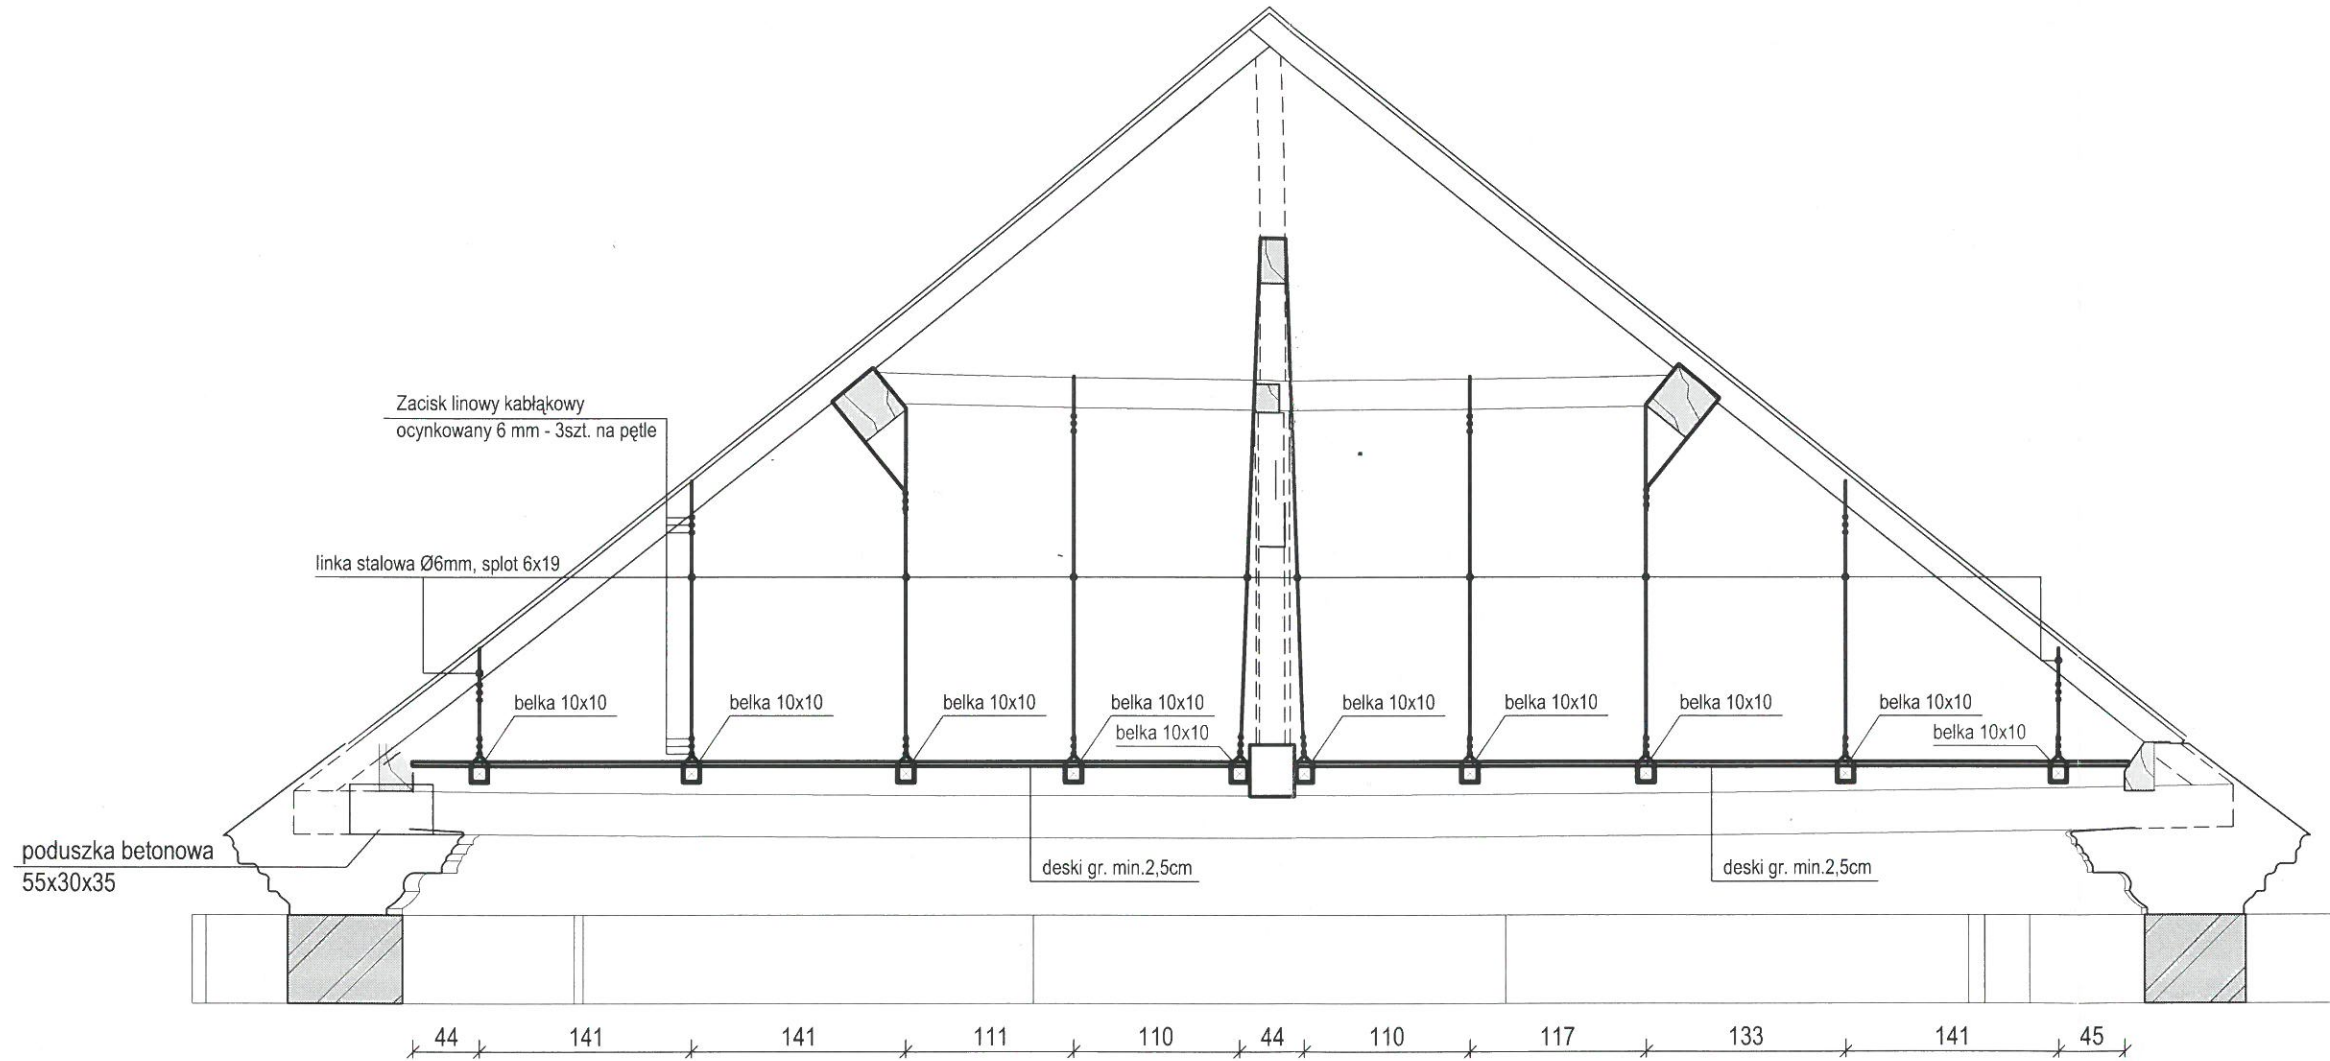 Zacisk linowy kabłąkowy
ocynkowany 6 mm - 3szt. na pętle
linka stalowa Ø6mm, splot 6x19
belka 10x10
belka 10x10
belka 10x10
belka 10x10
belka 10x10
belka 10x10
belka 10x10
belka 10x10
belka 10x10
belka 10x10
poduszka betonowa
55x30x35
deski gr. min.2,5cm
deski gr. min.2,5cm
44 141 141 111 110 44 110 117 133 141 45